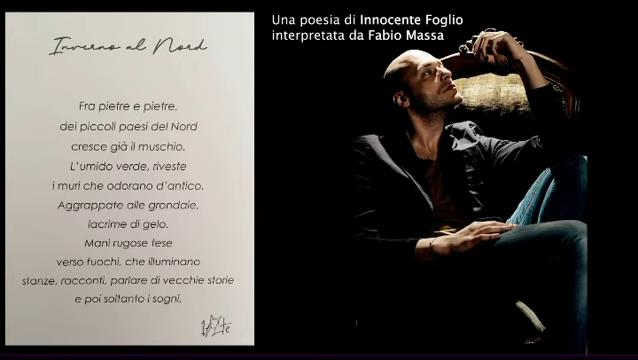 Inverno al Nord
Fra pietre e pietre,
dei piccoli paesi del Nord
cresce già il muschio.
L'umido verde, riveste
i muri che odorano d'antico.
Aggrappate alle grondaie,
lacrime di gelo.
Mani rugose tese
verso fuochi, che illuminano
stanze, racconti, parlare di vecchie storie
e poi soltanto i sogni.
Una poesia di Innocente Foglio
interpretata da Fabio Massa